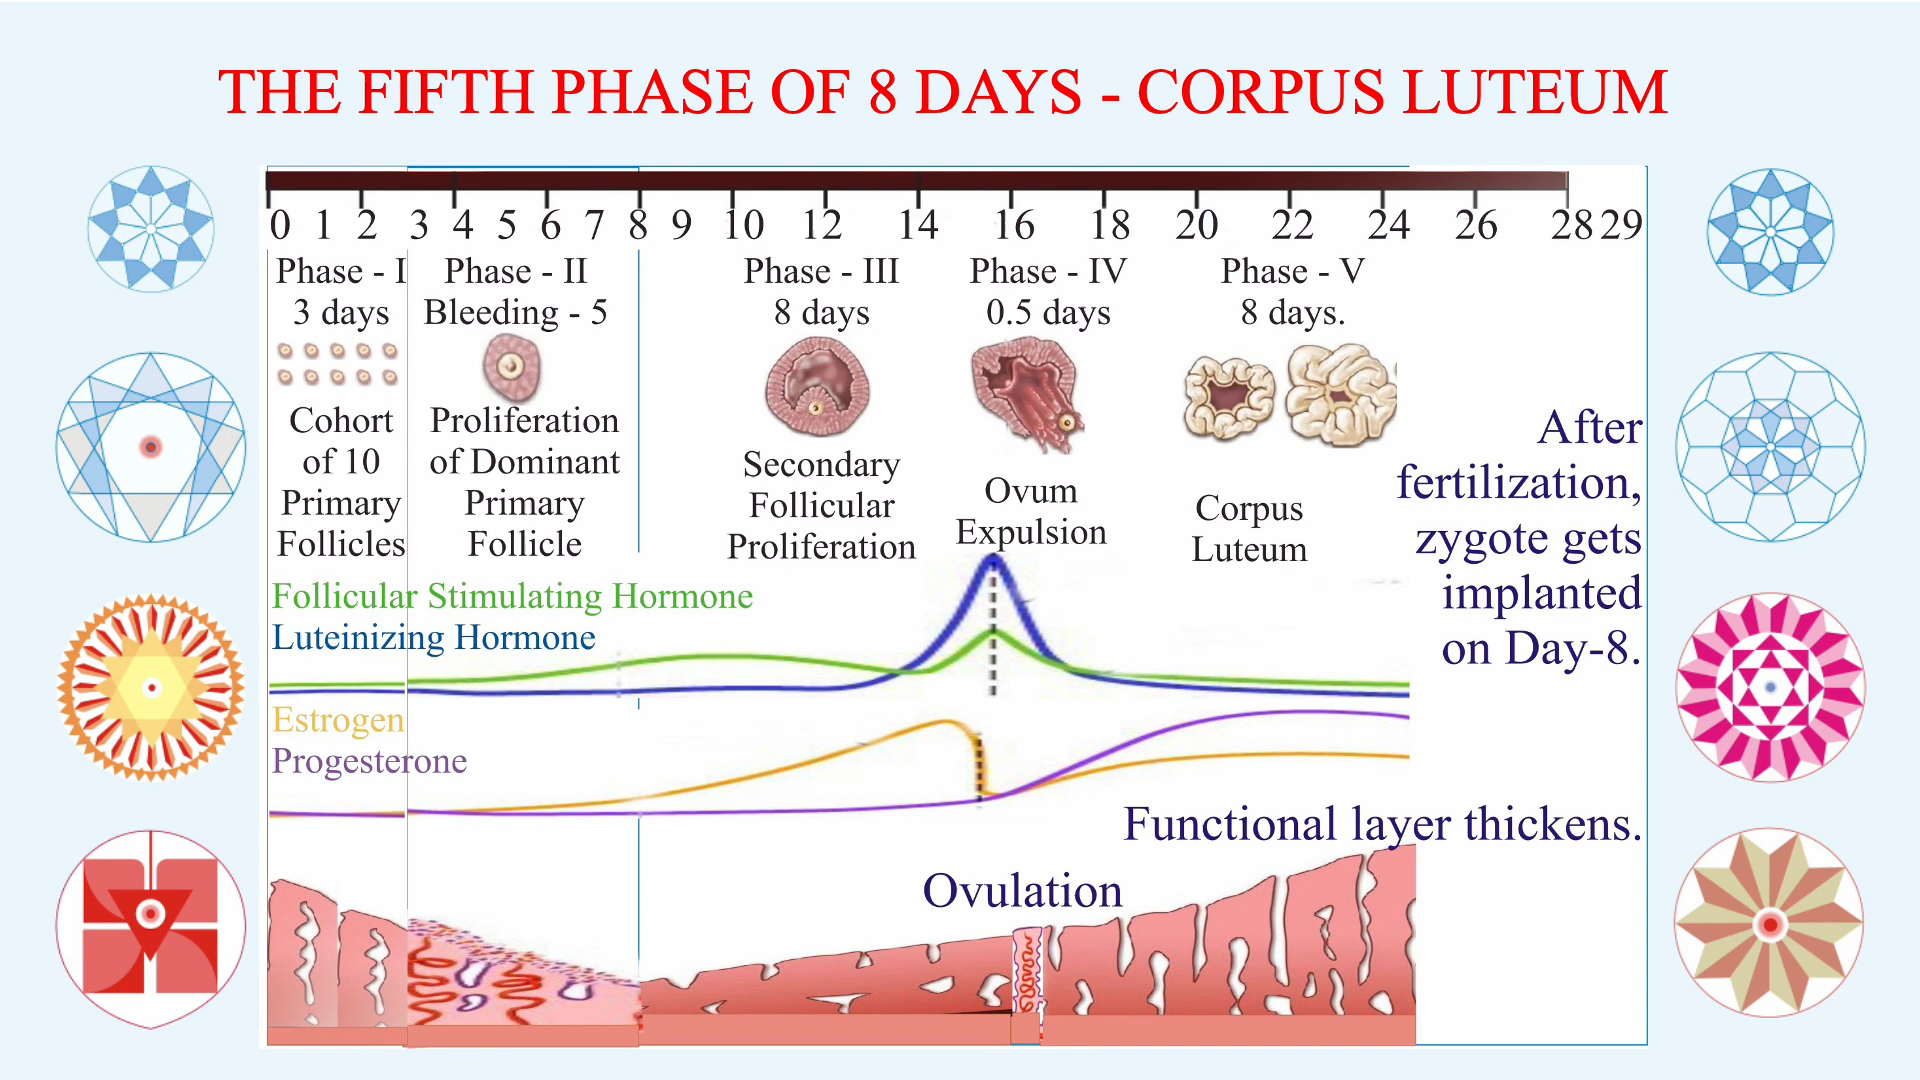 THE FIFTH PHASE OF 8 DAYS - CORPUS LUTEUM
0 1 2 3 4 5 6 7 8 9 10 12 14 16 18 20 22 24 26 28 29
Phase - I
3 days
Cohort
of 10
Primary
Follicles
Phase - II
Bleeding - 5
Proliferation
of Dominant
Primary
Follicle
Phase - III
8 days
Secondary
Follicular
Proliferation
Phase - IV
0.5 days
Ovum
Expulsion
Phase - V
8 days.
Corpus
Luteum
After
fertilization,
zygote gets
implanted
on Day-8.
Follicular Stimulating Hormone
Luteinizing Hormone
Estrogen
Progesterone
Functional layer thickens.
Ovulation